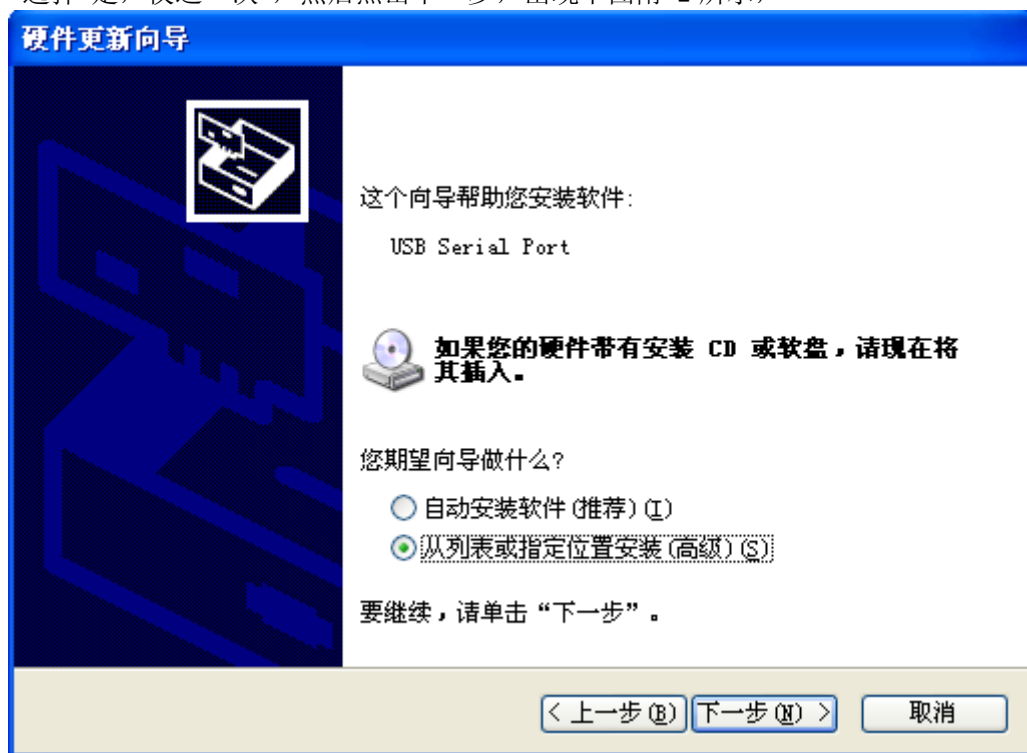 硬件更新向导
这个向导帮助您安装软件:
USB Serial Port
如果您的硬件带有安装 CD 或软盘，请现在将
其插入。
您期望向导做什么?
自动安装软件(推荐)(I)
从列表或指定位置安装(高级)(S)
要继续，请单击“下一步”。
< 上一步(B) 下一步(N) > 取消